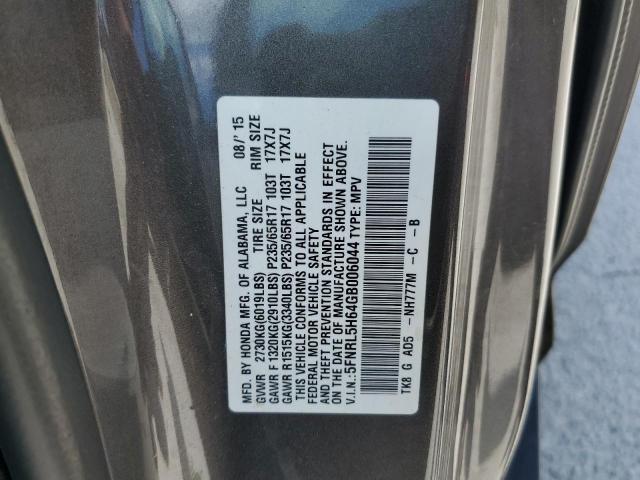 MFD. BY HONDA MFG. OF ALABAMA, LLC 08/' 15
GVWR 2730KG(6019LBS) TIRE SIZE RIM SIZE
GAWR F 1320KG(2910LBS) P235/65R17 103T 17X7J
GAWR R1515KG(3340LBS) P235/65R17 103T 17X7J
THIS VEHICLE CONFORMS TO ALL APPLICABLE
FEDERAL MOTOR VEHICLE SAFETY
AND THEFT PREVENTION STANDARDS IN EFFECT
ON THE DATE OF MANUFACTURE SHOWN ABOVE.
V.I.N.:5FNRL5H64GB006044 TYPE: MPV
TK8 G AD5 -NH777M -C -B